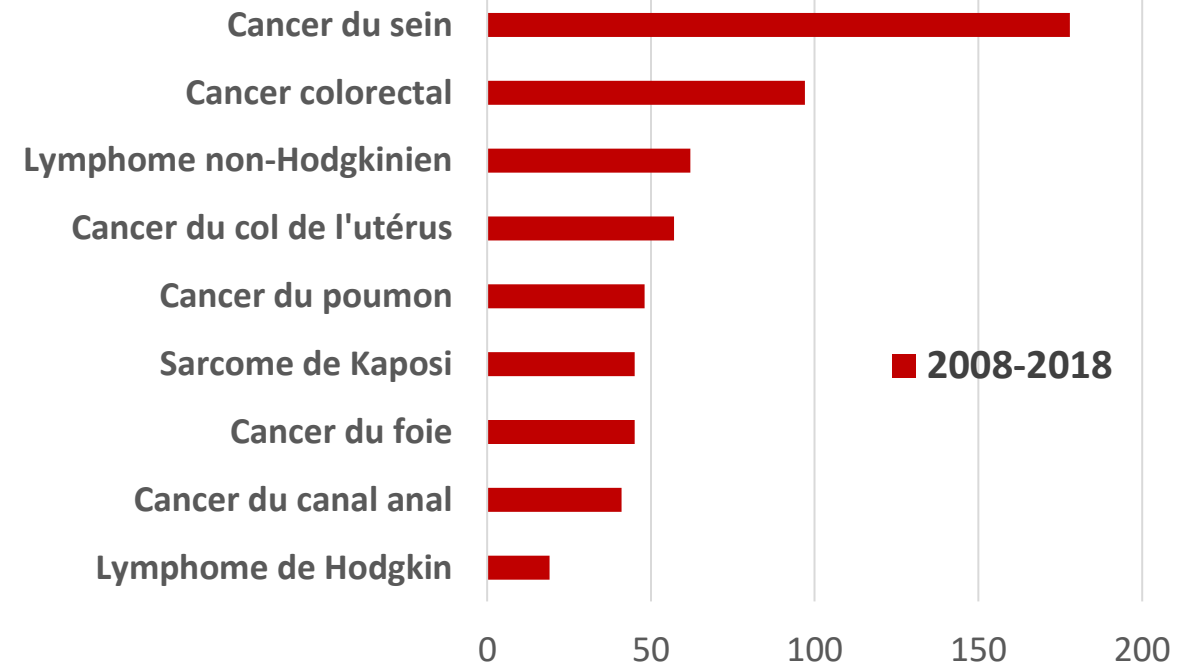 Cancer du sein
Cancer colorectal
Lymphome non-Hodgkinien
Cancer du col de l'utérus
Cancer du poumon
Sarcome de Kaposi
2008-2018
Cancer du foie
Cancer du canal anal
Lymphome de Hodgkin
0 50 100 150 200